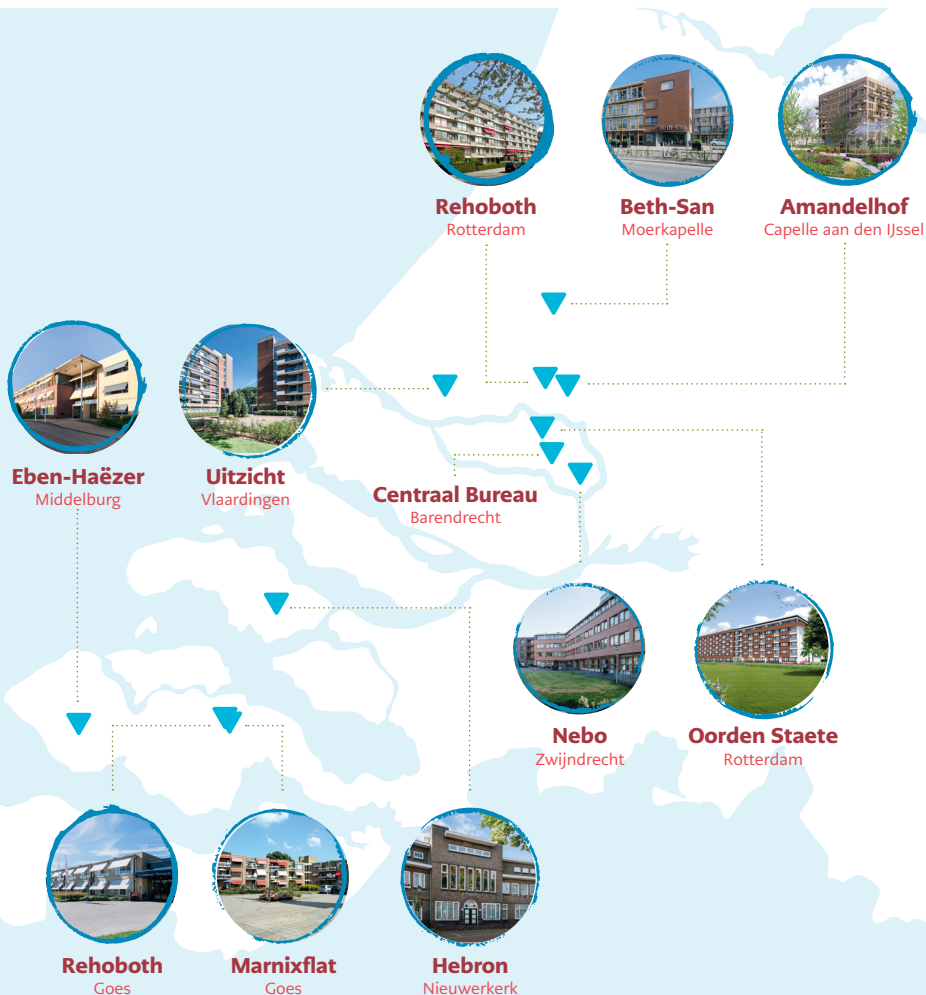 Rehoboth
Rotterdam
Beth-San
Moerkapelle
Amandelhof
Capelle aan den IJssel
Eben-Haëzer
Middelburg
Uitzicht
Vlaardingen
Centraal Bureau
Barendrecht
Nebo
Zwijndrecht
Oorden Staete
Rotterdam
Rehoboth
Goes
Marnixflat
Goes
Hebron
Nieuwerkerk